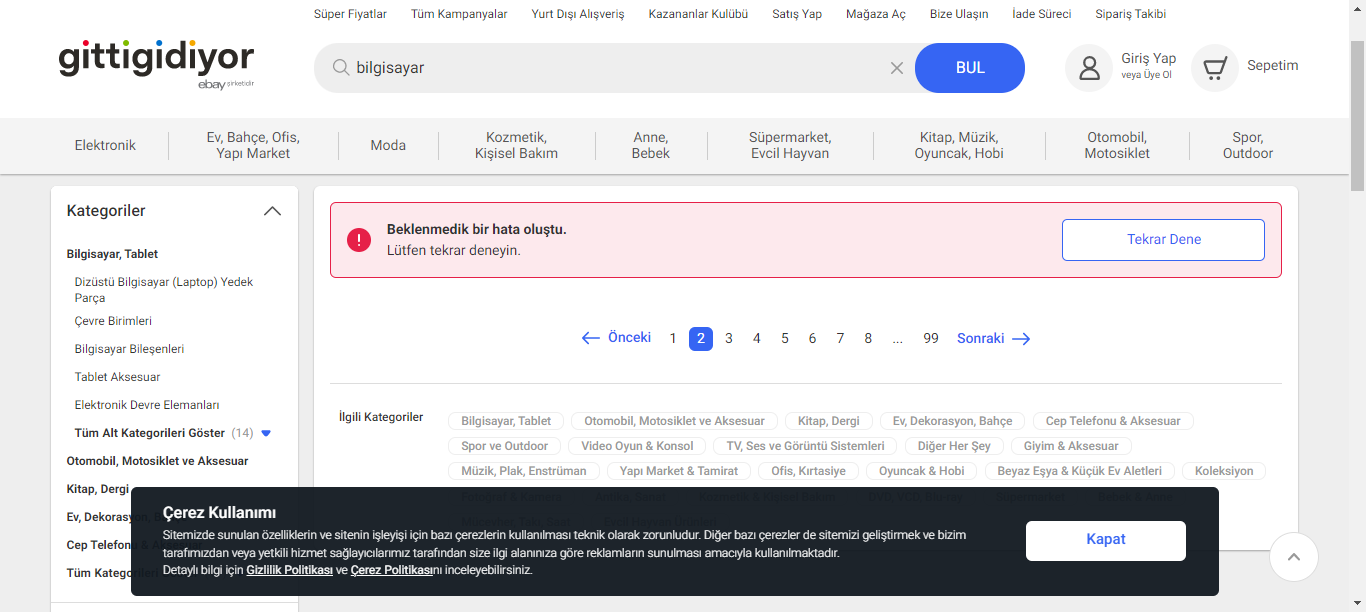 Süper Fiyatlar Tüm Kampanyalar Yurt Dışı Alışveriş Kazananlar Kulübü Satış Yap Mağaza Aç Bize Ulaşın İade Süreci Sipariş Takibi
gittigidiyor
ebay şirketidir
bilgisayar
BUL
Giriş Yap
veya Üye Ol
Sepetim
Elektronik
Ev, Bahçe, Ofis,
Yapı Market
Moda
Kozmetik,
Kişisel Bakım
Anne,
Bebek
Süpermarket,
Evcil Hayvan
Kitap, Müzik,
Oyuncak, Hobi
Otomobil,
Motosiklet
Spor,
Outdoor
Kategoriler
Bilgisayar, Tablet
Dizüstü Bilgisayar (Laptop) Yedek
Parça
Çevre Birimleri
Bilgisayar Bileşenleri
Tablet Aksesuar
Elektronik Devre Elemanları
Tüm Alt Kategorileri Göster (14)
Otomobil, Motosiklet ve Aksesuar
Kitap, Dergi
Ev, Dekorasyon,
Cep Telefonu &
Tüm Kategorileri
Beklenmedik bir hata oluştu.
Lütfen tekrar deneyin.
Tekrar Dene
Önceki 1 2 3 4 5 6 7 8 ... 99 Sonraki
İlgili Kategoriler
Bilgisayar, Tablet Otomobil, Motosiklet ve Aksesuar Kitap, Dergi Ev, Dekorasyon, Bahçe Cep Telefonu & Aksesuar
Spor ve Outdoor Video Oyun & Konsol TV, Ses ve Görüntü Sistemleri Diğer Her Şey Giyim & Aksesuar
Müzik, Plak, Enstrüman Yapı Market & Tamirat Ofis, Kırtasiye Oyuncak & Hobi Beyaz Eşya & Küçük Ev Aletleri Koleksiyon
Çerez Kullanımı
Sitemizde sunulan özelliklerin ve sitenin işleyişi için bazı çerezlerin kullanılması teknik olarak zorunludur. Diğer bazı çerezler de sitemizi geliştirmek ve bizim
tarafımızdan veya yetkili hizmet sağlayıcılarımız tarafından size ilgi alanınıza göre reklamların sunulması amacıyla kullanılmaktadır.
Detaylı bilgi için Gizlilik Politikası ve Çerez Politikasını inceleyebilirsiniz.
Kapat